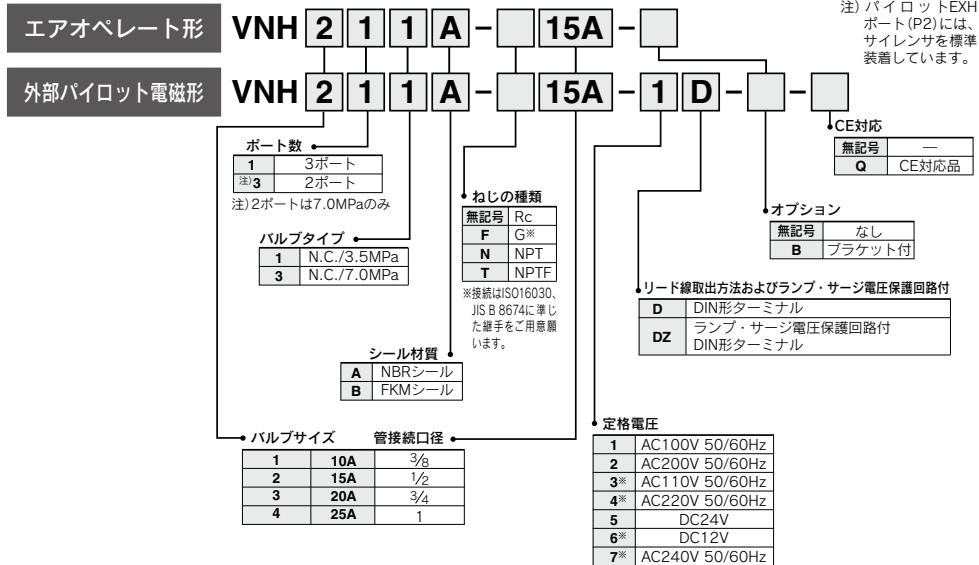 エアオペレート形 VNH 2 1 1 A - □ 15A - □
注) パイロットEXH
ポート(P2)には、
サイレンサを標準
装着しています。
外部パイロット電磁形 VNH 2 1 1 A - □ 15A - 1 D - □ - □
CE対応
無記号 —
Q CE対応品
ポート数
1 3ポート
注)3 2ポート
注)2ポートは7.0MPaのみ
ねじの種類
無記号 Rc
F G※
N NPT
T NPTF
※接続はISO16030、
JIS B 8674に準じ
た継手をご用意願
います。
オプション
無記号 なし
B ブラケット付
バルブタイプ
1 N.C./3.5MPa
3 N.C./7.0MPa
リード線取出方法およびランプ・サージ電圧保護回路付
D DIN形ターミナル
DZ ランプ・サージ電圧保護回路付
DIN形ターミナル
シール材質
A NBRシール
B FKMシール
バルブサイズ 管接続口径
1 10A 3/8
2 15A 1/2
3 20A 3/4
4 25A 1
定格電圧
1 AC100V 50/60Hz
2 AC200V 50/60Hz
3※ AC110V 50/60Hz
4※ AC220V 50/60Hz
5 DC24V
6※ DC12V
7※ AC240V 50/60Hz